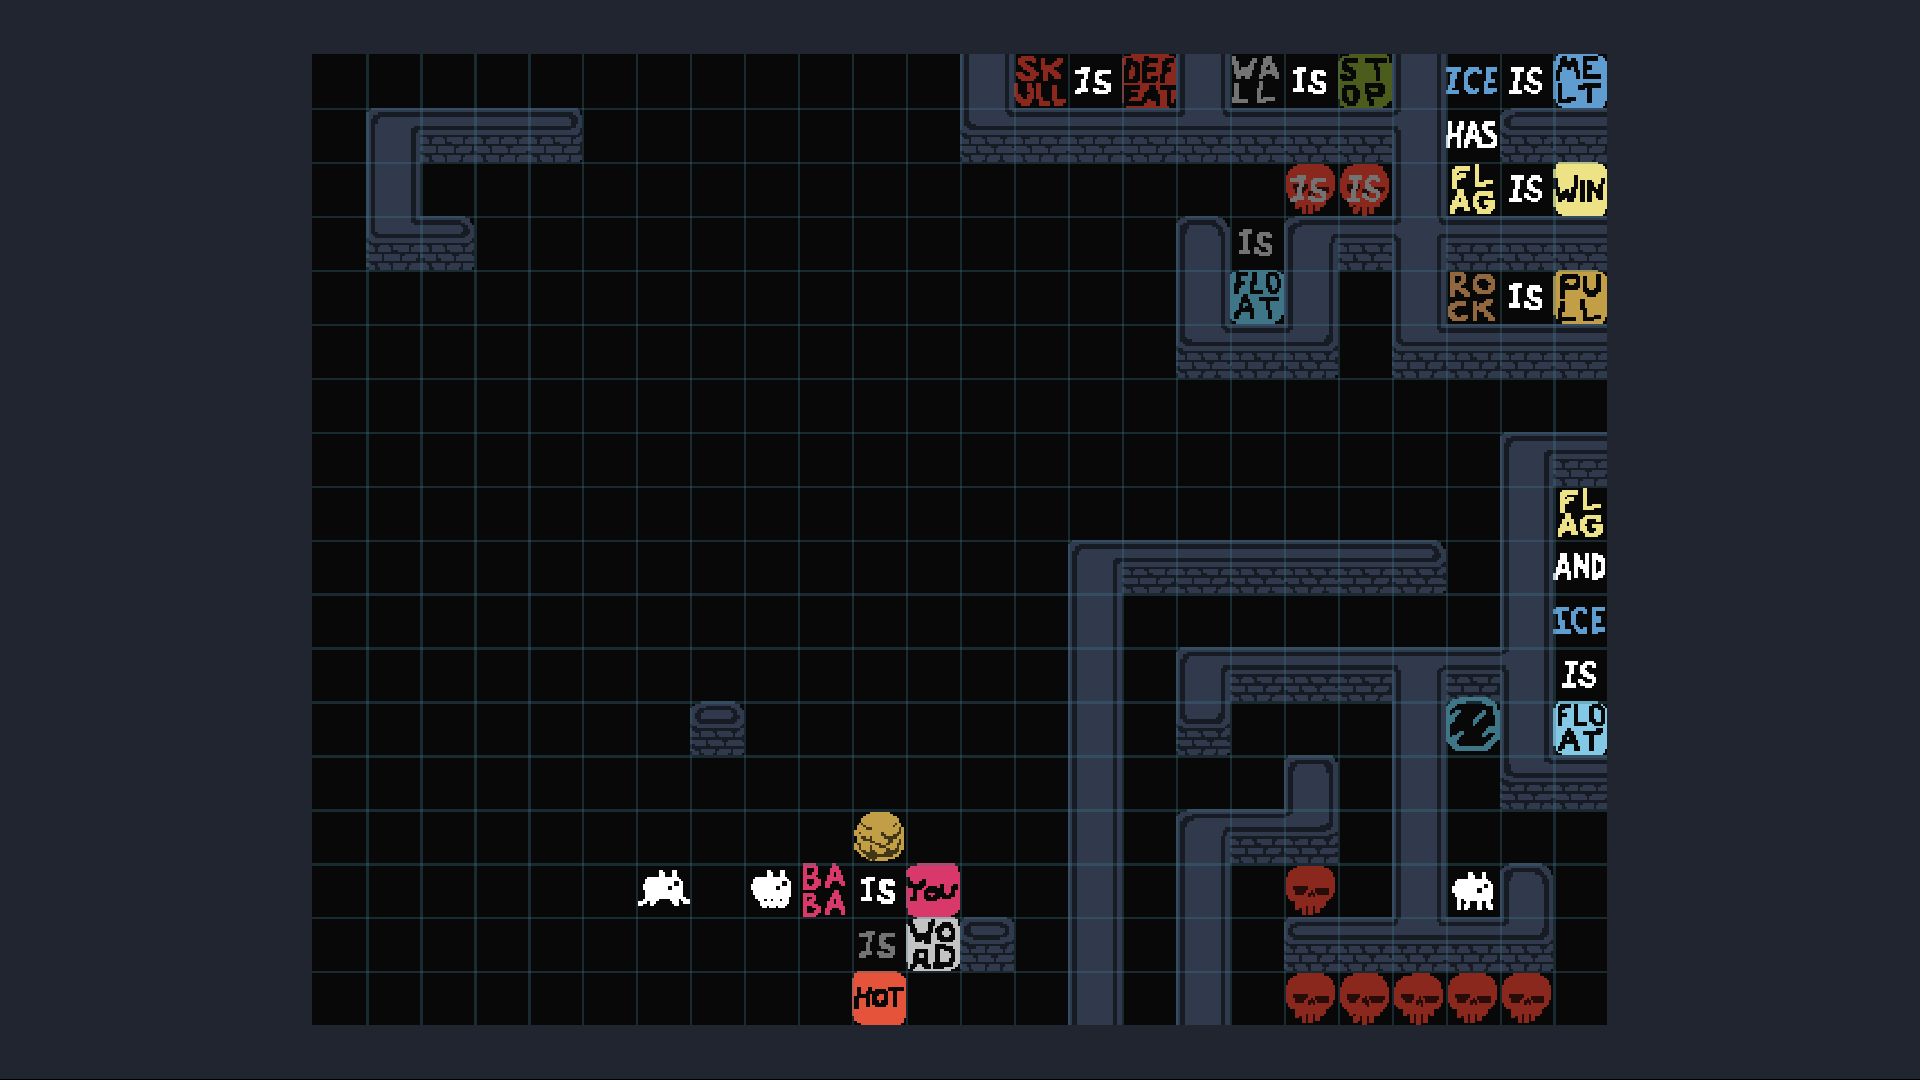 SKULL IS DEFEAT WALL IS STOP ICE IS MELT
HAS
IS IS FLAG IS WIN
IS
FLOAT ROCK IS PULL
FLAG
AND
ICE
IS
FLOAT
BABA IS YOU
IS WOAD
HOT